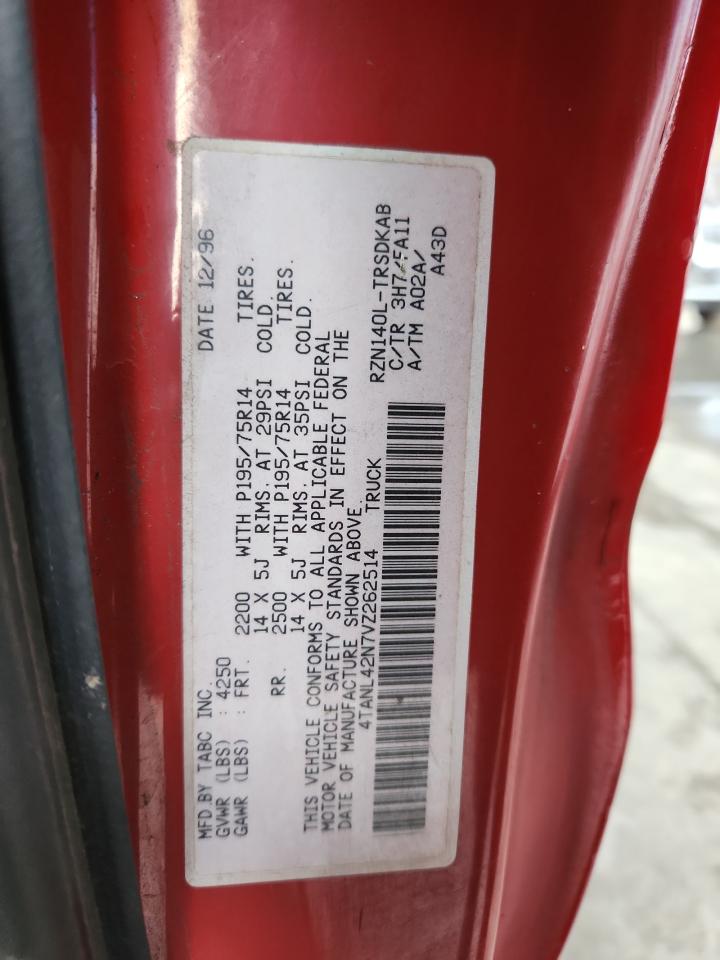 MFD.BY TABC INC. DATE 12/96
GVWR (LBS) : 4250
GAWR (LBS) : FRT. 2200 WITH P195/75R14 TIRES.
14 X 5J RIMS. AT 29PSI COLD.
RR. 2500 WITH P195/75R14 TIRES.
14 X 5J RIMS. AT 35PSI COLD.
THIS VEHICLE CONFORMS TO ALL APPLICABLE FEDERAL
MOTOR VEHICLE SAFETY STANDARDS IN EFFECT ON THE
DATE OF MANUFACTURE SHOWN ABOVE.
4TANL42N7VZ262514 TRUCK
RZN140L-TRSDKAB
C/TR 3H7/FA11
A/TM A02A/
A43D